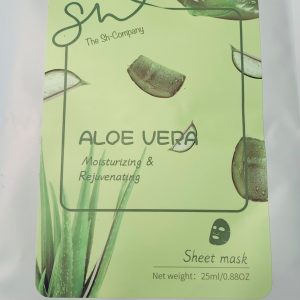 sh
The Sh-Company
ALOE VERA
Moisturizing &
Rejuvenating
Sheet mask
Net weight: 25ml/0.88OZ